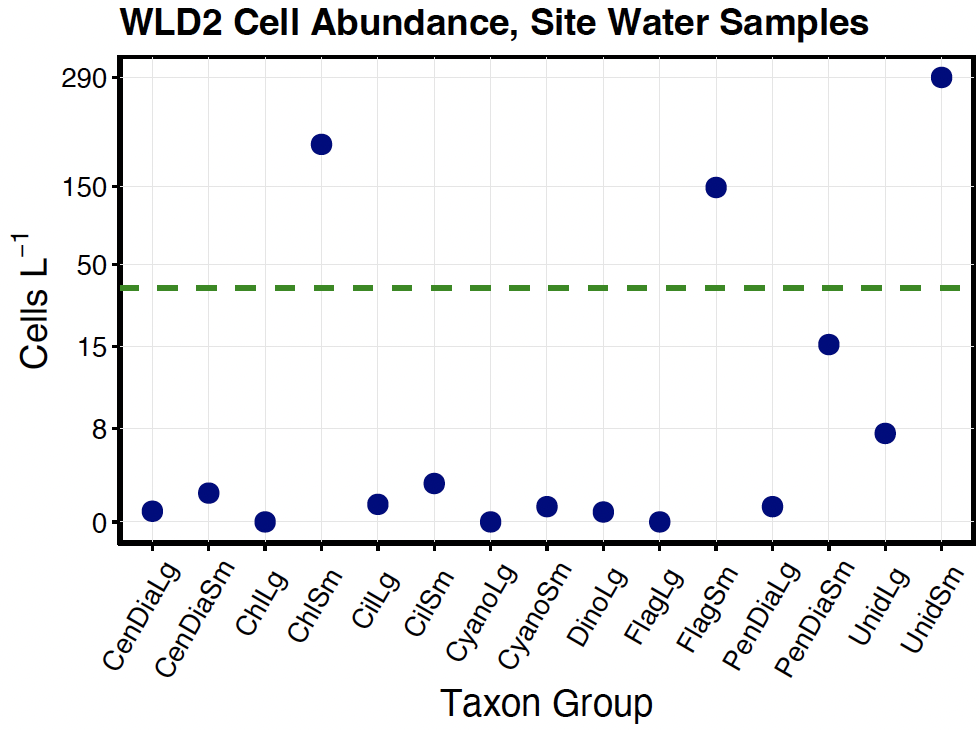 WLD2 Cell Abundance, Site Water Samples
290
150
50
15
8
0
Cells L⁻¹
CenDiaLg
CenDiaSm
ChlLg
ChlSm
CilLg
CilSm
CyanoLg
CyanoSm
DinoLg
FlagLg
FlagSm
PenDiaLg
PenDiaSm
UnidLg
UnidSm
Taxon Group